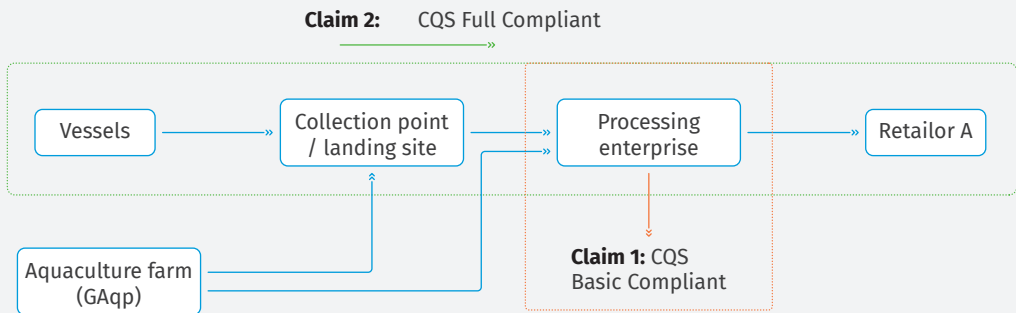 Claim 2: CQS Full Compliant
Vessels
Collection point
/ landing site
Processing
enterprise
Retailor A
Aquaculture farm
(GAqp)
Claim 1: CQS
Basic Compliant